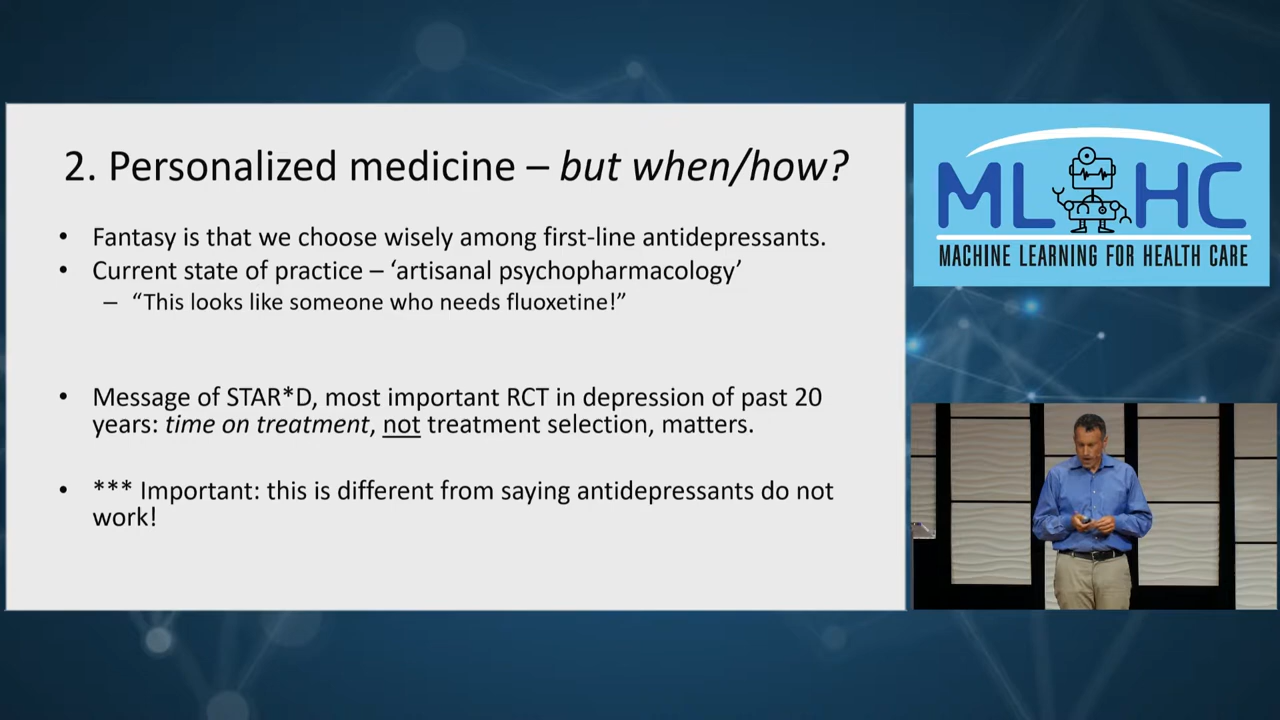 2. Personalized medicine – but when/how?
• Fantasy is that we choose wisely among first-line antidepressants.
• Current state of practice – ‘artisanal psychopharmacology’
– “This looks like someone who needs fluoxetine!”
• Message of STAR*D, most important RCT in depression of past 20
years: time on treatment, not treatment selection, matters.
• *** Important: this is different from saying antidepressants do not
work!
ML HC
MACHINE LEARNING FOR HEALTH CARE